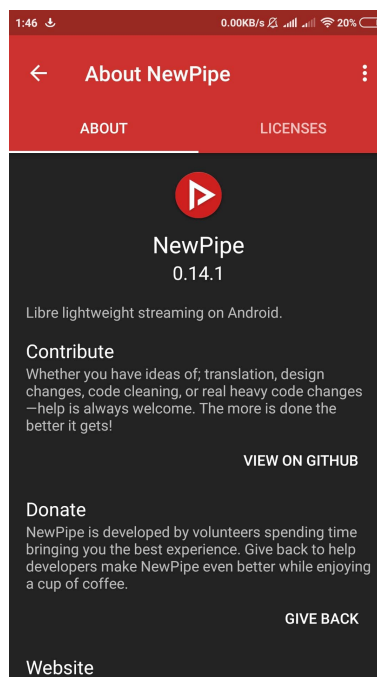 1:46 0.00KB/s 20%
About NewPipe
ABOUT LICENSES
NewPipe
0.14.1
Libre lightweight streaming on Android.
Contribute
Whether you have ideas of; translation, design
changes, code cleaning, or real heavy code changes
—help is always welcome. The more is done the
better it gets!
VIEW ON GITHUB
Donate
NewPipe is developed by volunteers spending time
bringing you the best experience. Give back to help
developers make NewPipe even better while enjoying
a cup of coffee.
GIVE BACK
Website